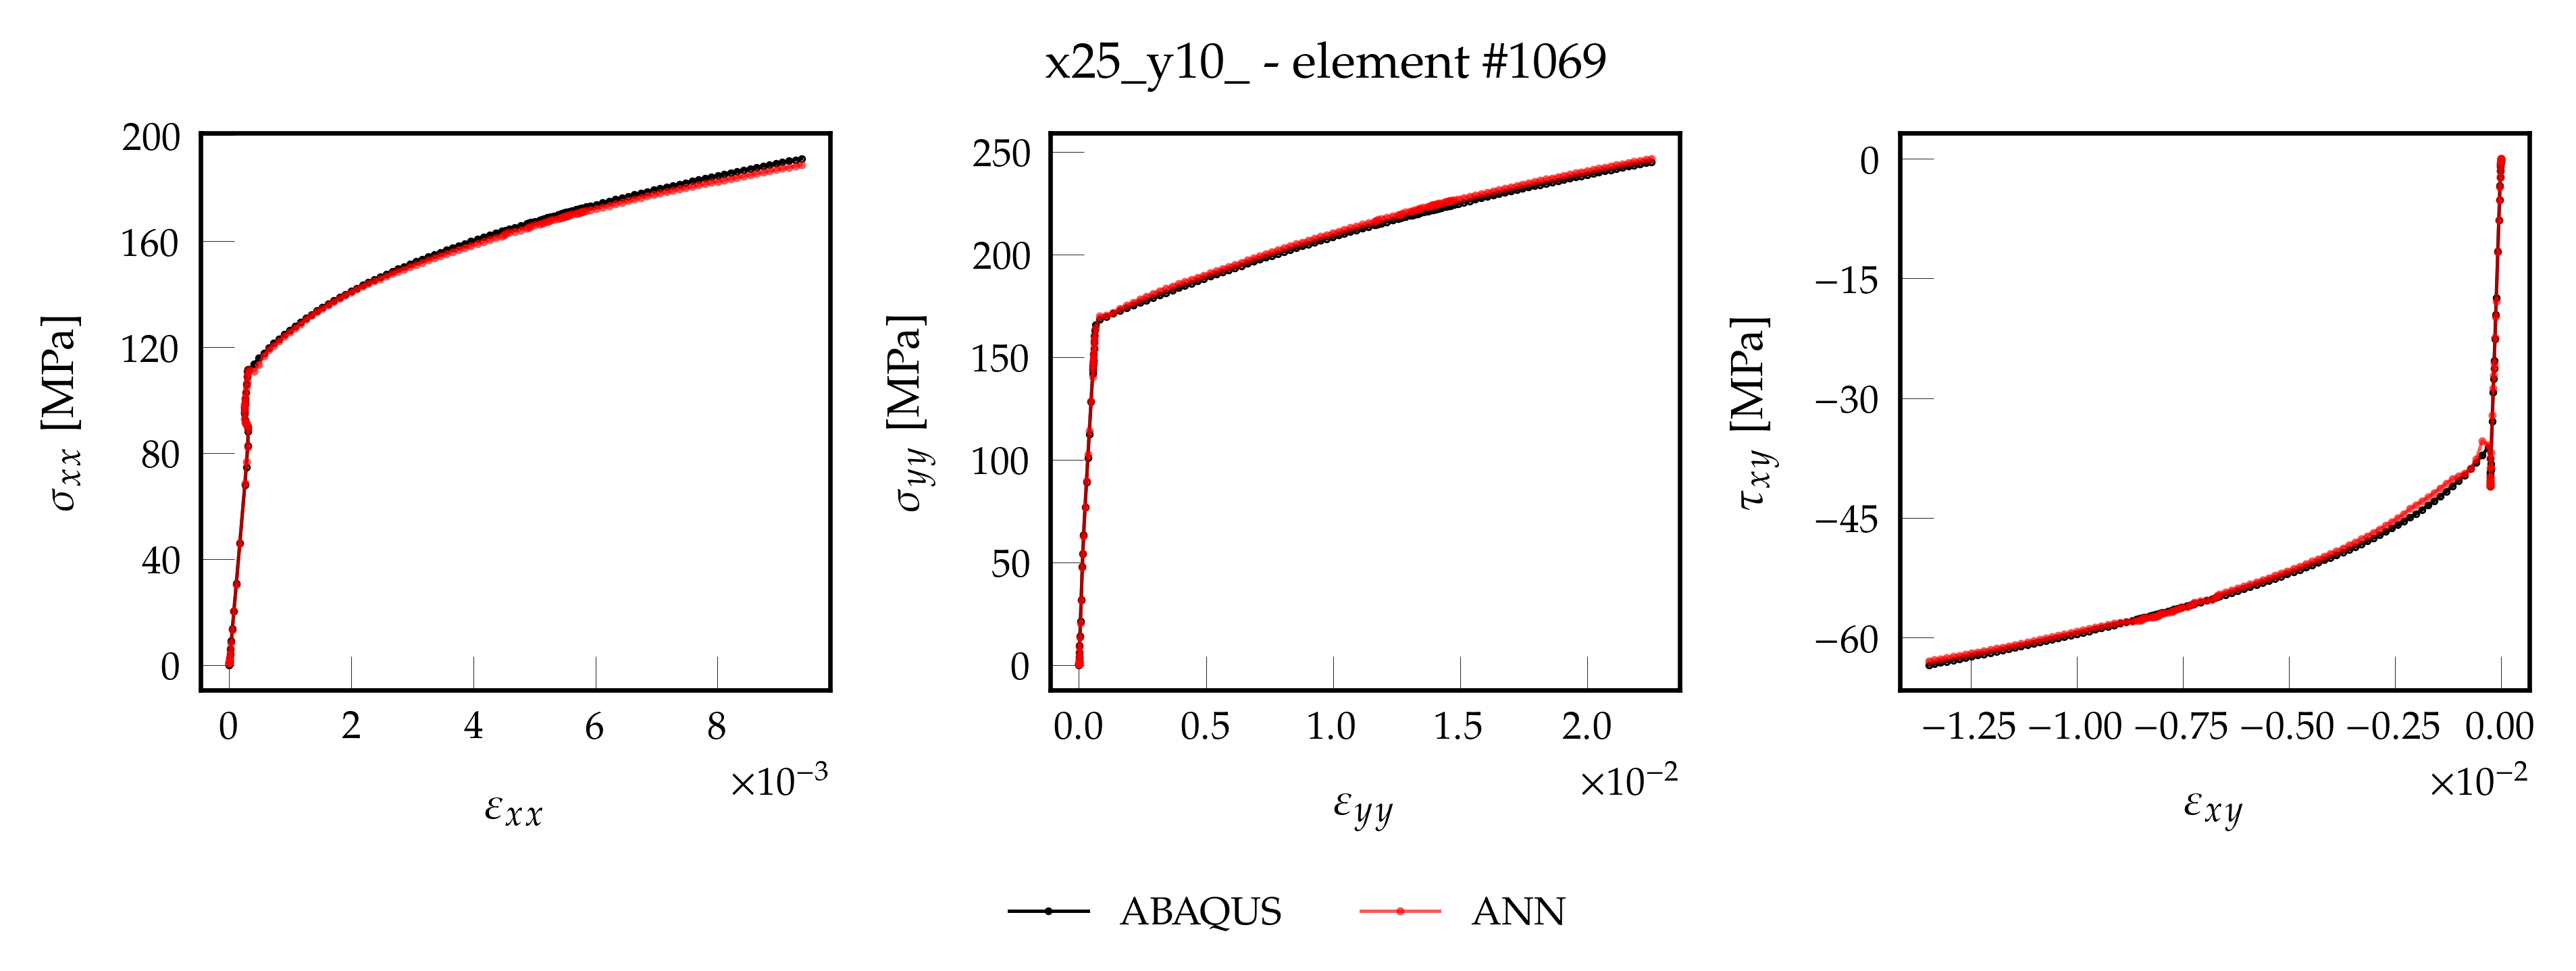 x25_y10_ - element #1069
σxx [MPa]
200
160
120
80
40
0
0 2 4 6 8
×10⁻³
εxx
σyy [MPa]
250
200
150
100
50
0
0.0 0.5 1.0 1.5 2.0
×10⁻²
εyy
τxy [MPa]
0
−15
−30
−45
−60
−1.25 −1.00 −0.75 −0.50 −0.25 0.00
×10⁻²
εxy
ABAQUS ANN